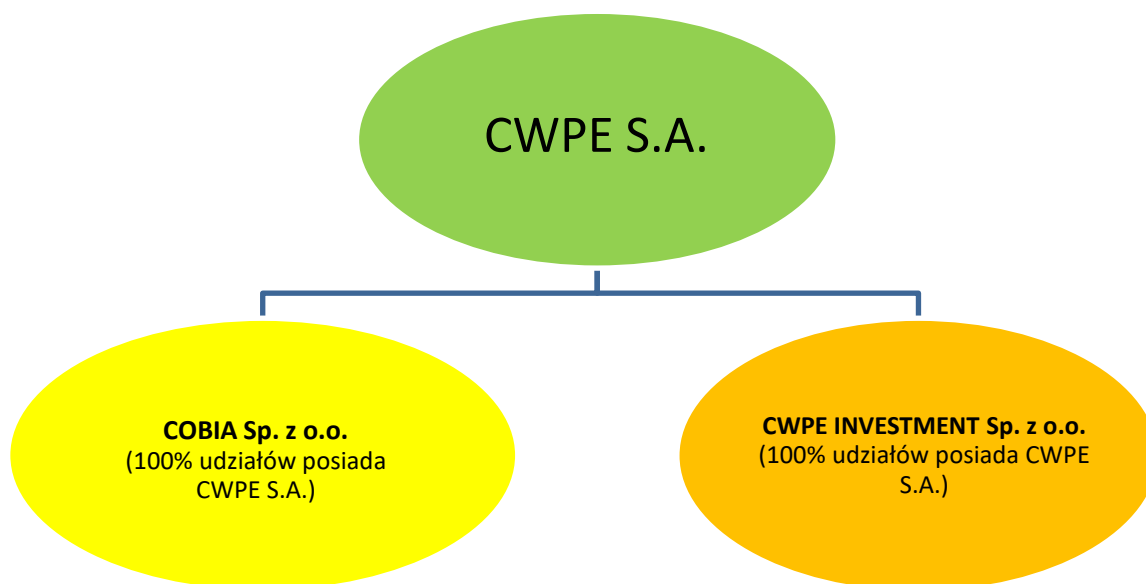 CWPE S.A.
COBIA Sp. z o.o.
(100% udziałów posiada
CWPE S.A.)
CWPE INVESTMENT Sp. z o.o.
(100% udziałów posiada CWPE
S.A.)